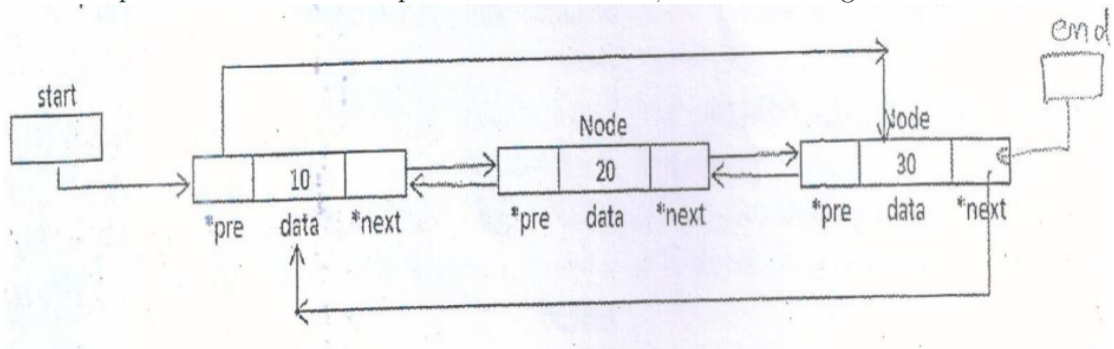 end
start
Node
Node
10
20
30
*pre data *next
*pre data *next
*pre data *next